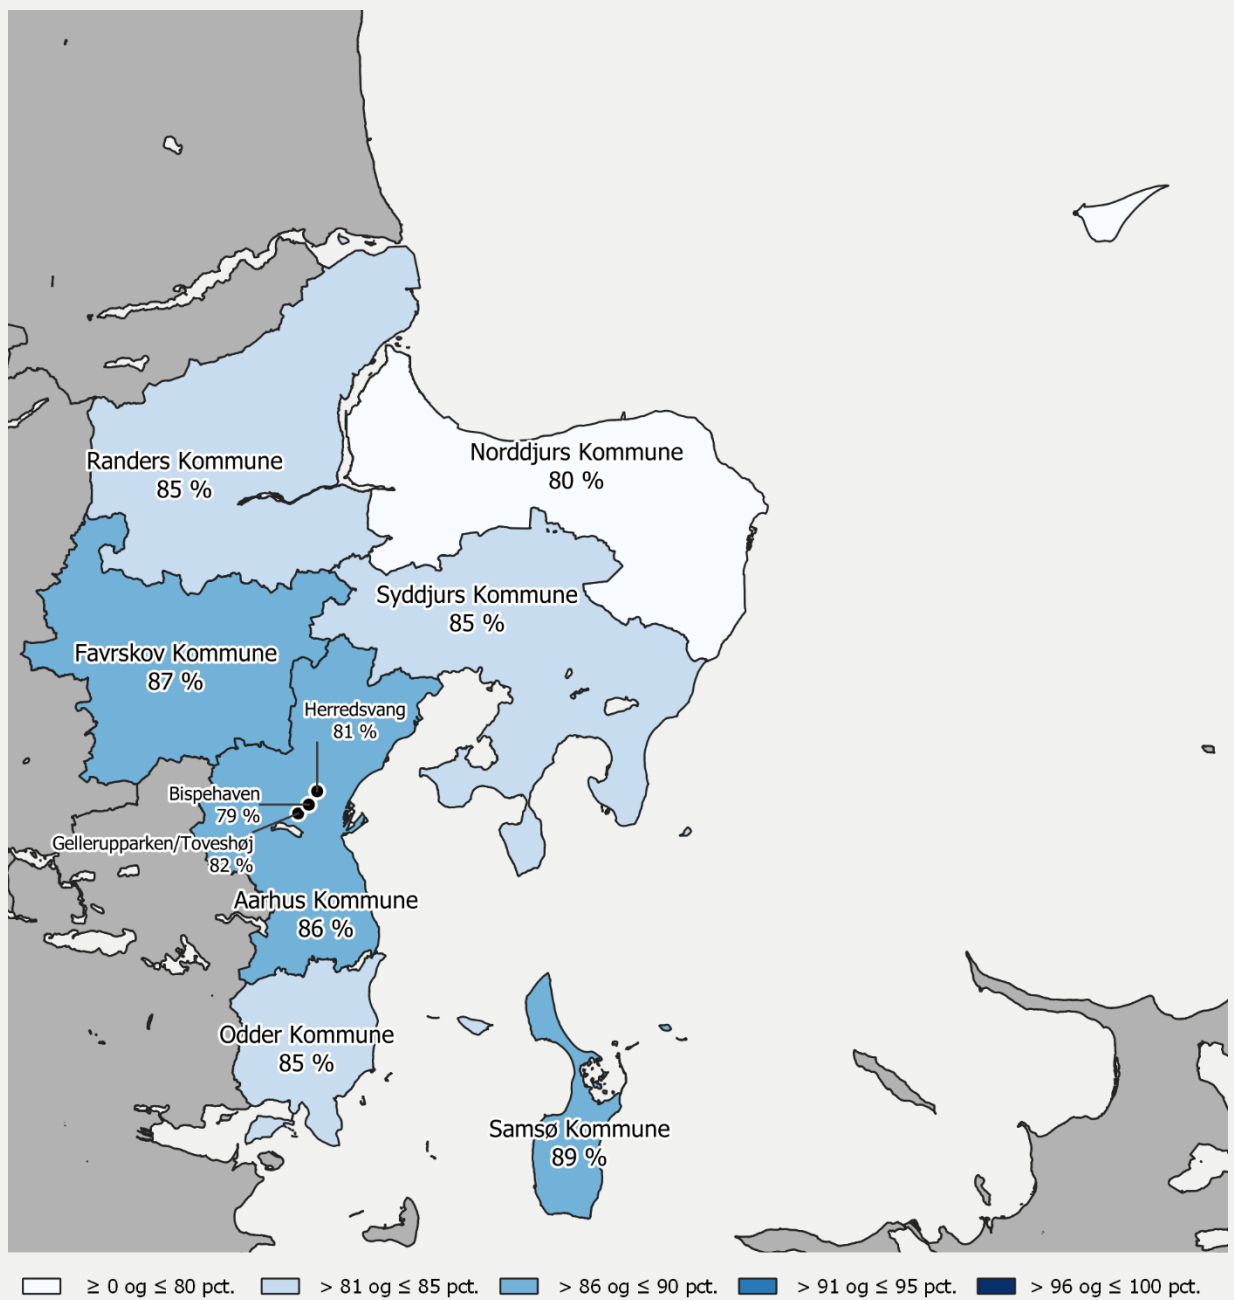 Norddjurs Kommune
80 %
Randers Kommune
85 %
Syddjurs Kommune
85 %
Favrskov Kommune
87 %
Herredsvang
81 %
Bispehaven
79 %
Gellerupparken/Toveshøj
82 %
Aarhus Kommune
86 %
Odder Kommune
85 %
Samsø Kommune
89 %
≥ 0 og ≤ 80 pct.
> 81 og ≤ 85 pct.
> 86 og ≤ 90 pct.
> 91 og ≤ 95 pct.
> 96 og ≤ 100 pct.